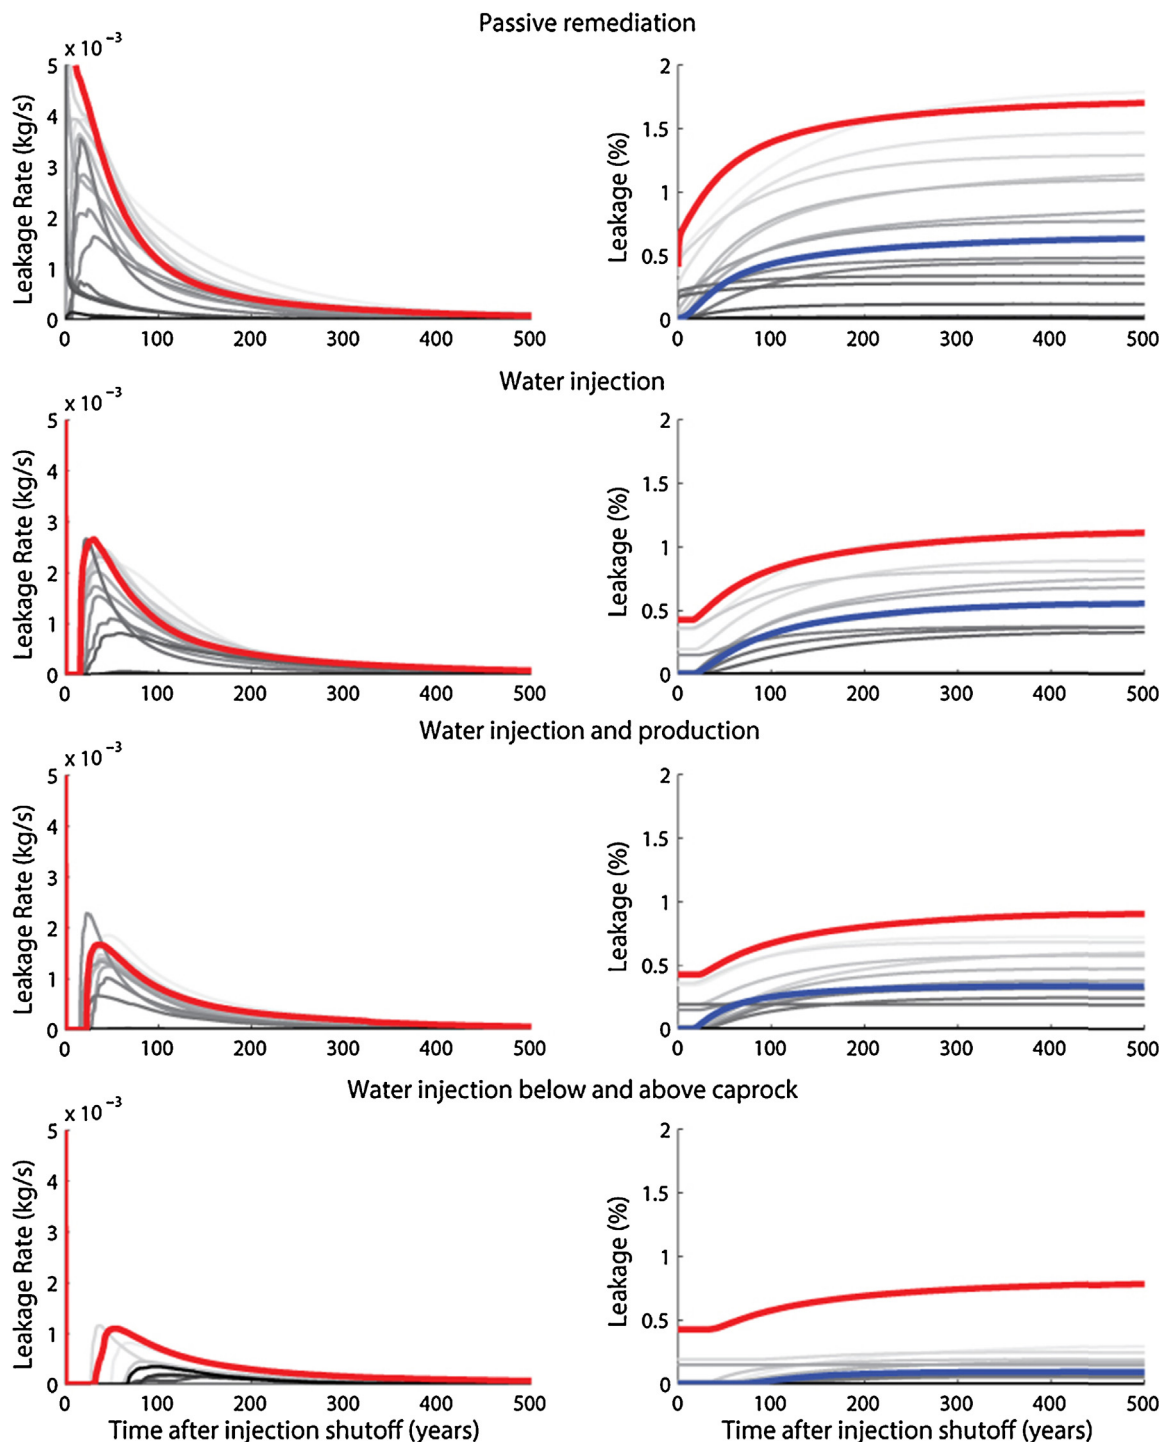 Passive remediation
x 10⁻³
5
4
3
2
1
0
Leakage Rate (kg/s)
0 100 200 300 400 500
2
1.5
1
0.5
0
Leakage (%)
0 100 200 300 400 500
Water injection
x 10⁻³
5
4
3
2
1
0
Leakage Rate (kg/s)
0 100 200 300 400 500
2
1.5
1
0.5
0
Leakage (%)
0 100 200 300 400 500
Water injection and production
x 10⁻³
5
4
3
2
1
0
Leakage Rate (kg/s)
0 100 200 300 400 500
2
1.5
1
0.5
0
Leakage (%)
0 100 200 300 400 500
Water injection below and above caprock
x 10⁻³
5
4
3
2
1
0
Leakage Rate (kg/s)
0 100 200 300 400 500
Time after injection shutoff (years)
2
1.5
1
0.5
0
Leakage (%)
0 100 200 300 400 500
Time after injection shutoff (years)